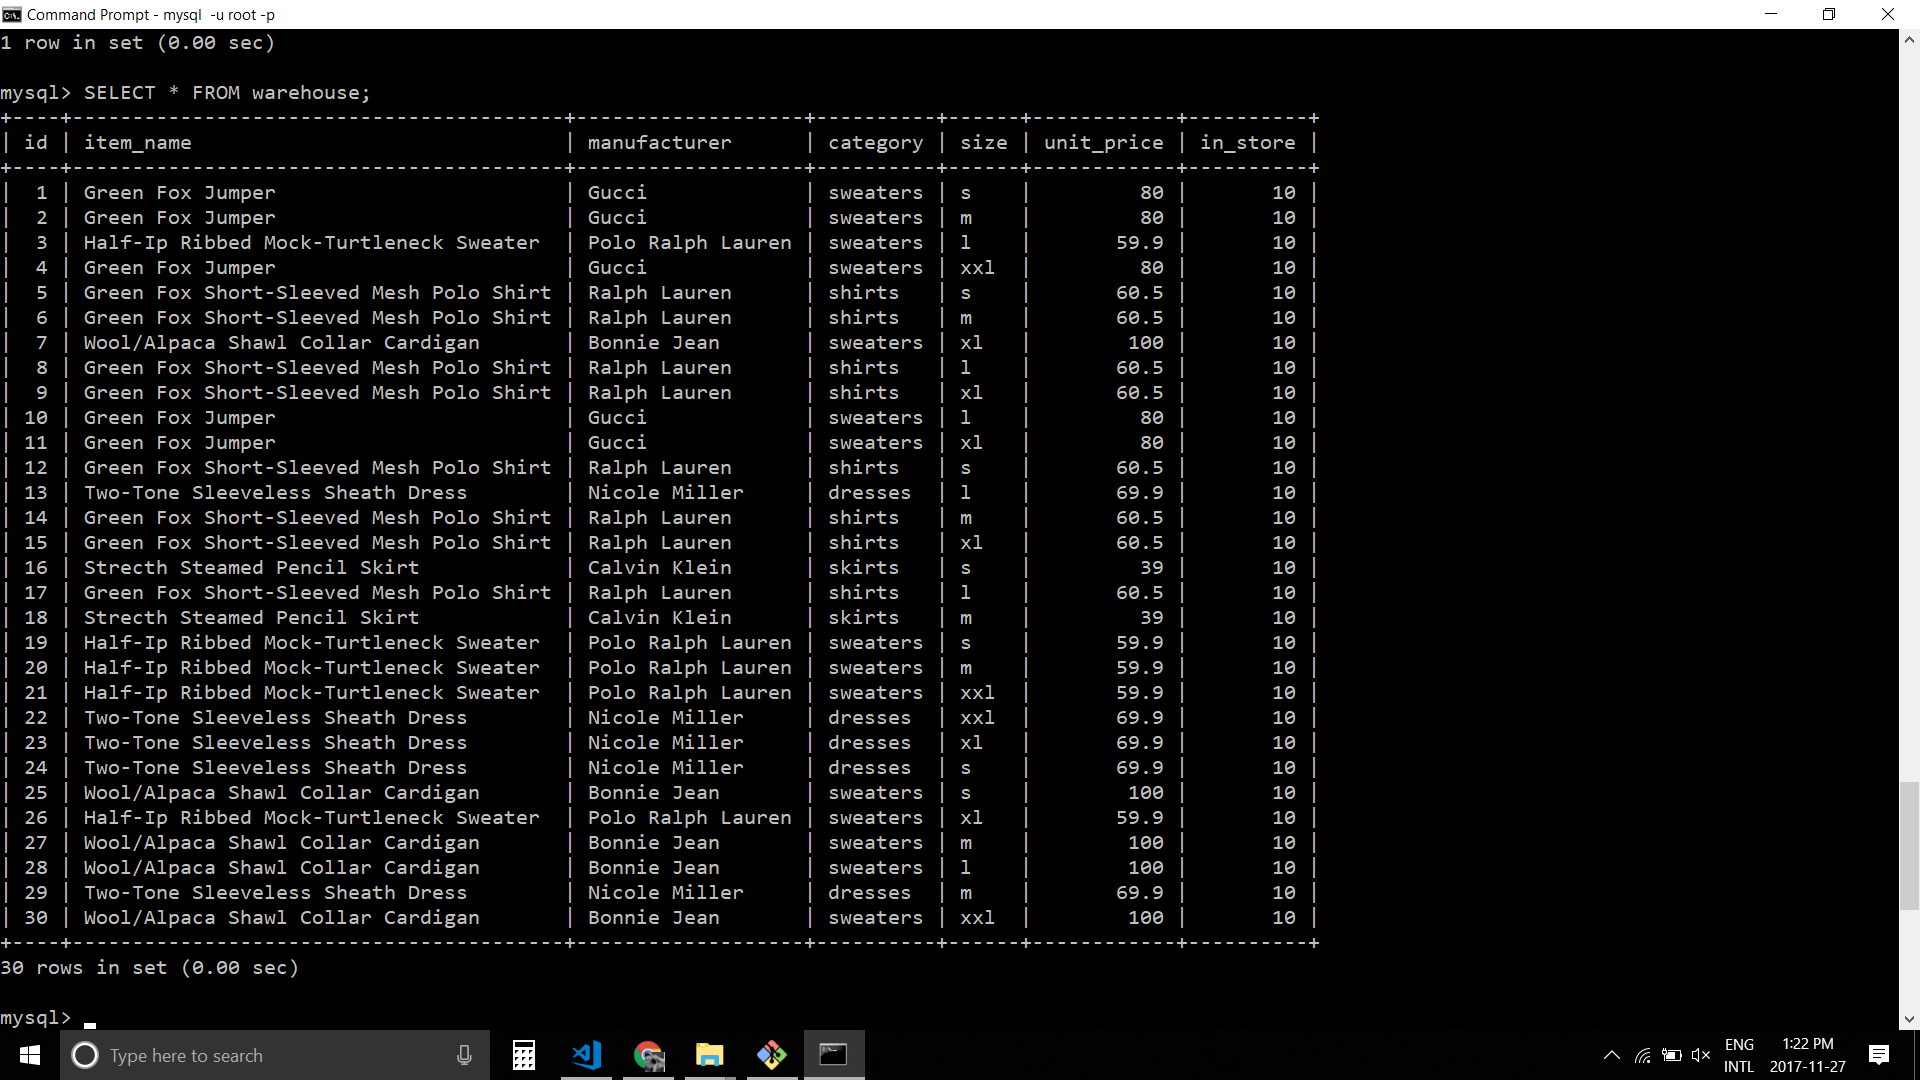 Command Prompt - mysql  -u root -p
1 row in set (0.00 sec)
mysql> SELECT * FROM warehouse;
+----+-----------------------------------------+-------------------+----------+------+------------+----------+
| id | item_name                               | manufacturer      | category | size | unit_price | in_store |
+----+-----------------------------------------+-------------------+----------+------+------------+----------+
|  1 | Green Fox Jumper                        | Gucci             | sweaters | s    |         80 |       10 |
|  2 | Green Fox Jumper                        | Gucci             | sweaters | m    |         80 |       10 |
|  3 | Half-Ip Ribbed Mock-Turtleneck Sweater  | Polo Ralph Lauren | sweaters | l    |       59.9 |       10 |
|  4 | Green Fox Jumper                        | Gucci             | sweaters | xxl  |         80 |       10 |
|  5 | Green Fox Short-Sleeved Mesh Polo Shirt | Ralph Lauren      | shirts   | s    |       60.5 |       10 |
|  6 | Green Fox Short-Sleeved Mesh Polo Shirt | Ralph Lauren      | shirts   | m    |       60.5 |       10 |
|  7 | Wool/Alpaca Shawl Collar Cardigan       | Bonnie Jean       | sweaters | xl   |        100 |       10 |
|  8 | Green Fox Short-Sleeved Mesh Polo Shirt | Ralph Lauren      | shirts   | l    |       60.5 |       10 |
|  9 | Green Fox Short-Sleeved Mesh Polo Shirt | Ralph Lauren      | shirts   | xl   |       60.5 |       10 |
| 10 | Green Fox Jumper                        | Gucci             | sweaters | l    |         80 |       10 |
| 11 | Green Fox Jumper                        | Gucci             | sweaters | xl   |         80 |       10 |
| 12 | Green Fox Short-Sleeved Mesh Polo Shirt | Ralph Lauren      | shirts   | s    |       60.5 |       10 |
| 13 | Two-Tone Sleeveless Sheath Dress        | Nicole Miller     | dresses  | l    |       69.9 |       10 |
| 14 | Green Fox Short-Sleeved Mesh Polo Shirt | Ralph Lauren      | shirts   | m    |       60.5 |       10 |
| 15 | Green Fox Short-Sleeved Mesh Polo Shirt | Ralph Lauren      | shirts   | xl   |       60.5 |       10 |
| 16 | Strecth Steamed Pencil Skirt            | Calvin Klein      | skirts   | s    |         39 |       10 |
| 17 | Green Fox Short-Sleeved Mesh Polo Shirt | Ralph Lauren      | shirts   | l    |       60.5 |       10 |
| 18 | Strecth Steamed Pencil Skirt            | Calvin Klein      | skirts   | m    |         39 |       10 |
| 19 | Half-Ip Ribbed Mock-Turtleneck Sweater  | Polo Ralph Lauren | sweaters | s    |       59.9 |       10 |
| 20 | Half-Ip Ribbed Mock-Turtleneck Sweater  | Polo Ralph Lauren | sweaters | m    |       59.9 |       10 |
| 21 | Half-Ip Ribbed Mock-Turtleneck Sweater  | Polo Ralph Lauren | sweaters | xxl  |       59.9 |       10 |
| 22 | Two-Tone Sleeveless Sheath Dress        | Nicole Miller     | dresses  | xxl  |       69.9 |       10 |
| 23 | Two-Tone Sleeveless Sheath Dress        | Nicole Miller     | dresses  | xl   |       69.9 |       10 |
| 24 | Two-Tone Sleeveless Sheath Dress        | Nicole Miller     | dresses  | s    |       69.9 |       10 |
| 25 | Wool/Alpaca Shawl Collar Cardigan       | Bonnie Jean       | sweaters | s    |        100 |       10 |
| 26 | Half-Ip Ribbed Mock-Turtleneck Sweater  | Polo Ralph Lauren | sweaters | xl   |       59.9 |       10 |
| 27 | Wool/Alpaca Shawl Collar Cardigan       | Bonnie Jean       | sweaters | m    |        100 |       10 |
| 28 | Wool/Alpaca Shawl Collar Cardigan       | Bonnie Jean       | sweaters | l    |        100 |       10 |
| 29 | Two-Tone Sleeveless Sheath Dress        | Nicole Miller     | dresses  | m    |       69.9 |       10 |
| 30 | Wool/Alpaca Shawl Collar Cardigan       | Bonnie Jean       | sweaters | xxl  |        100 |       10 |
+----+-----------------------------------------+-------------------+----------+------+------------+----------+
30 rows in set (0.00 sec)
mysql> _
Type here to search
ENG
INTL
1:22 PM
2017-11-27